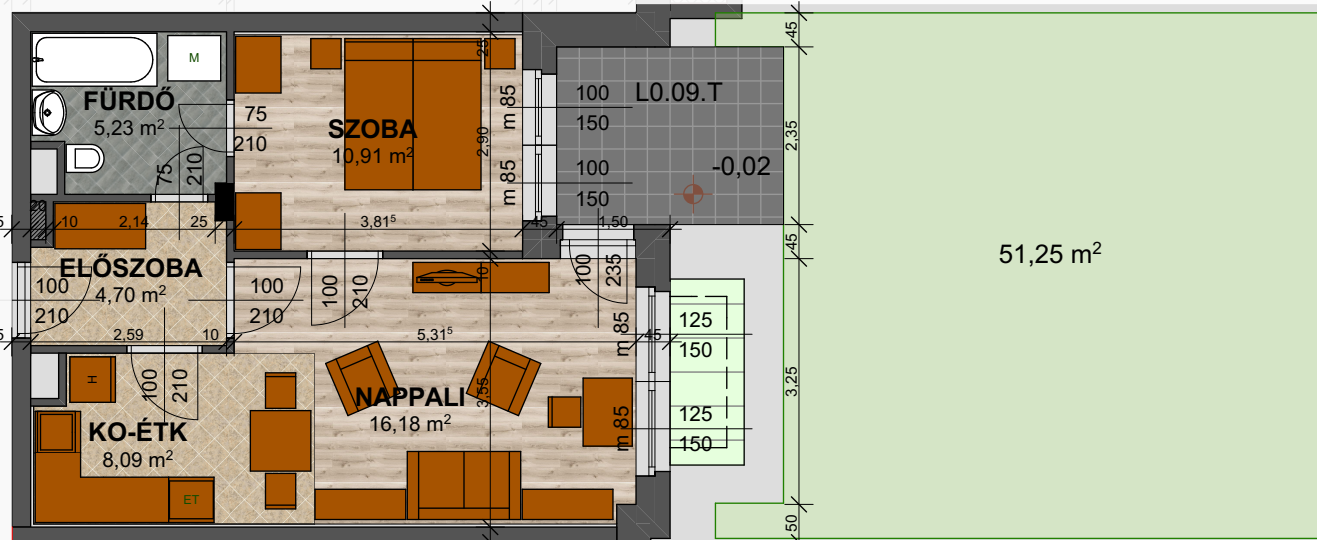 FÜRDŐ
5,23 m²
M
75
210
75
210
SZOBA
10,91 m²
25
2,90
m 85
m 85
100
150
100
150
L0.09.T
-0,02
45
2,35
45
3,25
50
51,25 m²
20
10
2,14
25
3,81⁵
45
1,50
ELŐSZOBA
4,70 m²
100
210
100
210
100
210
10
100
235
2,59
10
5,31⁵
45
m 85
m 85
125
150
125
150
H
100
210
KO-ÉTK
8,09 m²
ET
NAPPALI
16,18 m²
3,55